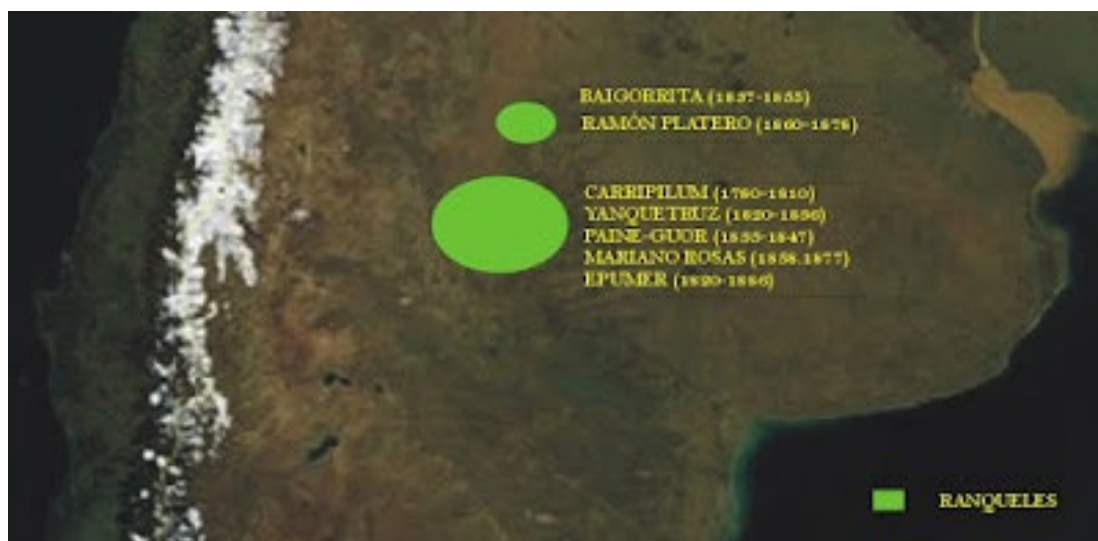 BAIGORRITA (1837-1855)
RAMÓN PLATERO (1860-1878)
CARRIPILUM (1780-1810)
YANQUETRUZ (1820-1836)
PAINE-GUOR (1835-1847)
MARIANO ROSAS (1858.1877)
EPUMER (1820-1886)
RANQUELES